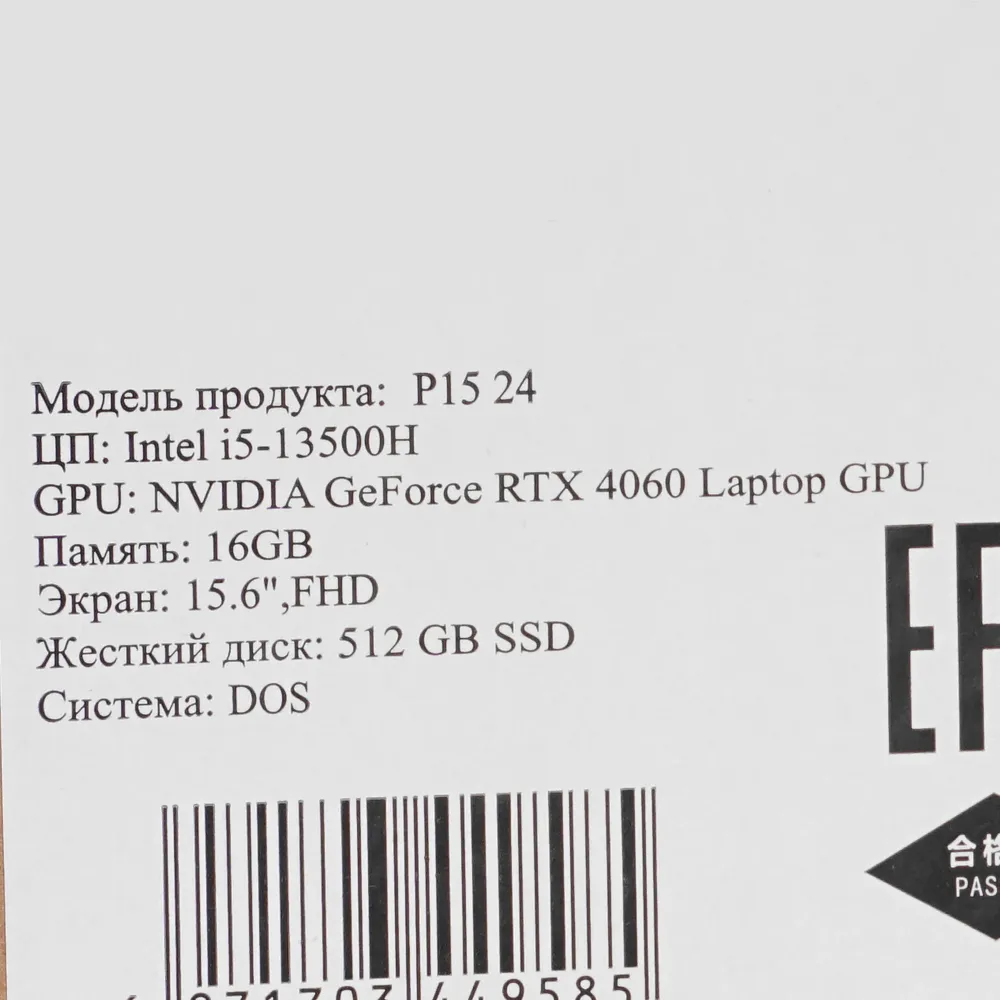 Модель продукта: P15 24
ЦП: Intel i5-13500H
GPU: NVIDIA GeForce RTX 4060 Laptop GPU
Память: 16GB
Экран: 15.6",FHD
Жесткий диск: 512 GB SSD
Система: DOS
合格
PAS
449585